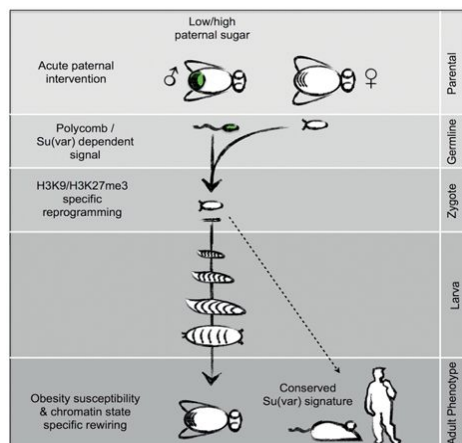 Low/high
paternal sugar
Acute paternal
intervention
♂
♀
Parental
Polycomb /
Su(var) dependent
signal
Germline
H3K9/H3K27me3
specific
reprogramming
Zygote
Larva
Obesity susceptibility
& chromatin state
specific rewiring
Conserved
Su(var) signature
Adult Phenotype